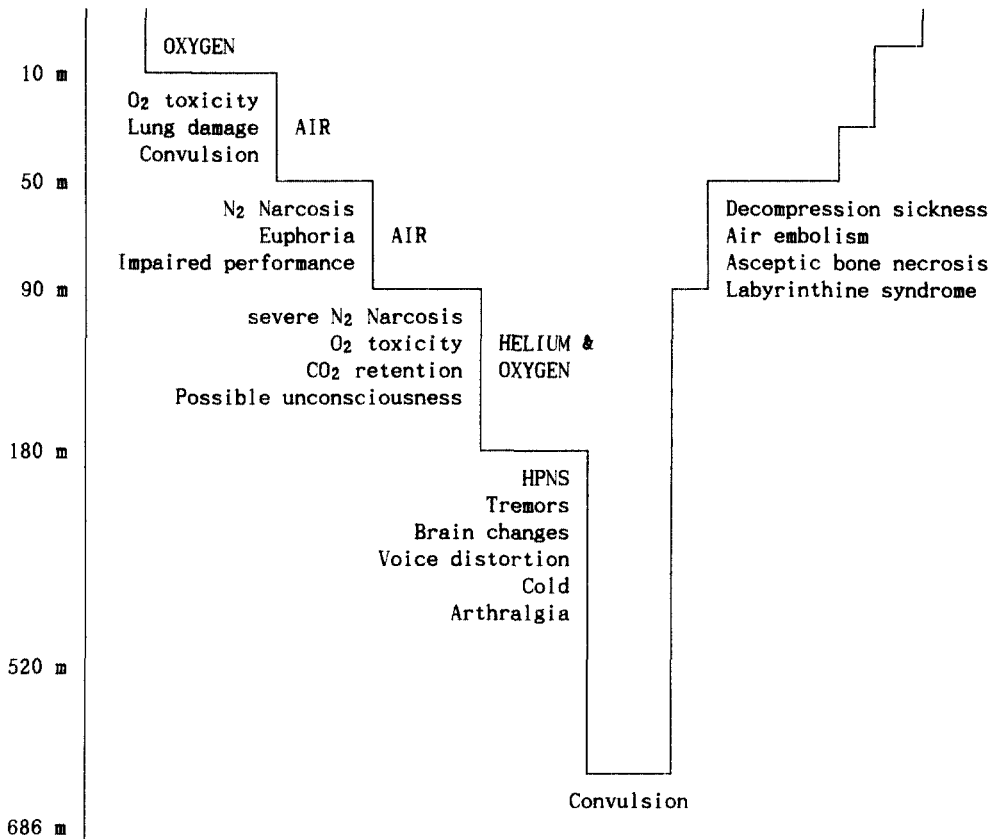 OXYGEN
10 m
O2 toxicity
Lung damage
Convulsion
AIR
50 m
N2 Narcosis
Euphoria
Impaired performance
AIR
Decompression sickness
Air embolism
Asceptic bone necrosis
Labyrinthine syndrome
90 m
severe N2 Narcosis
O2 toxicity
CO2 retention
Possible unconsciousness
HELIUM &
OXYGEN
180 m
HPNS
Tremors
Brain changes
Voice distortion
Cold
Arthralgia
520 m
Convulsion
686 m